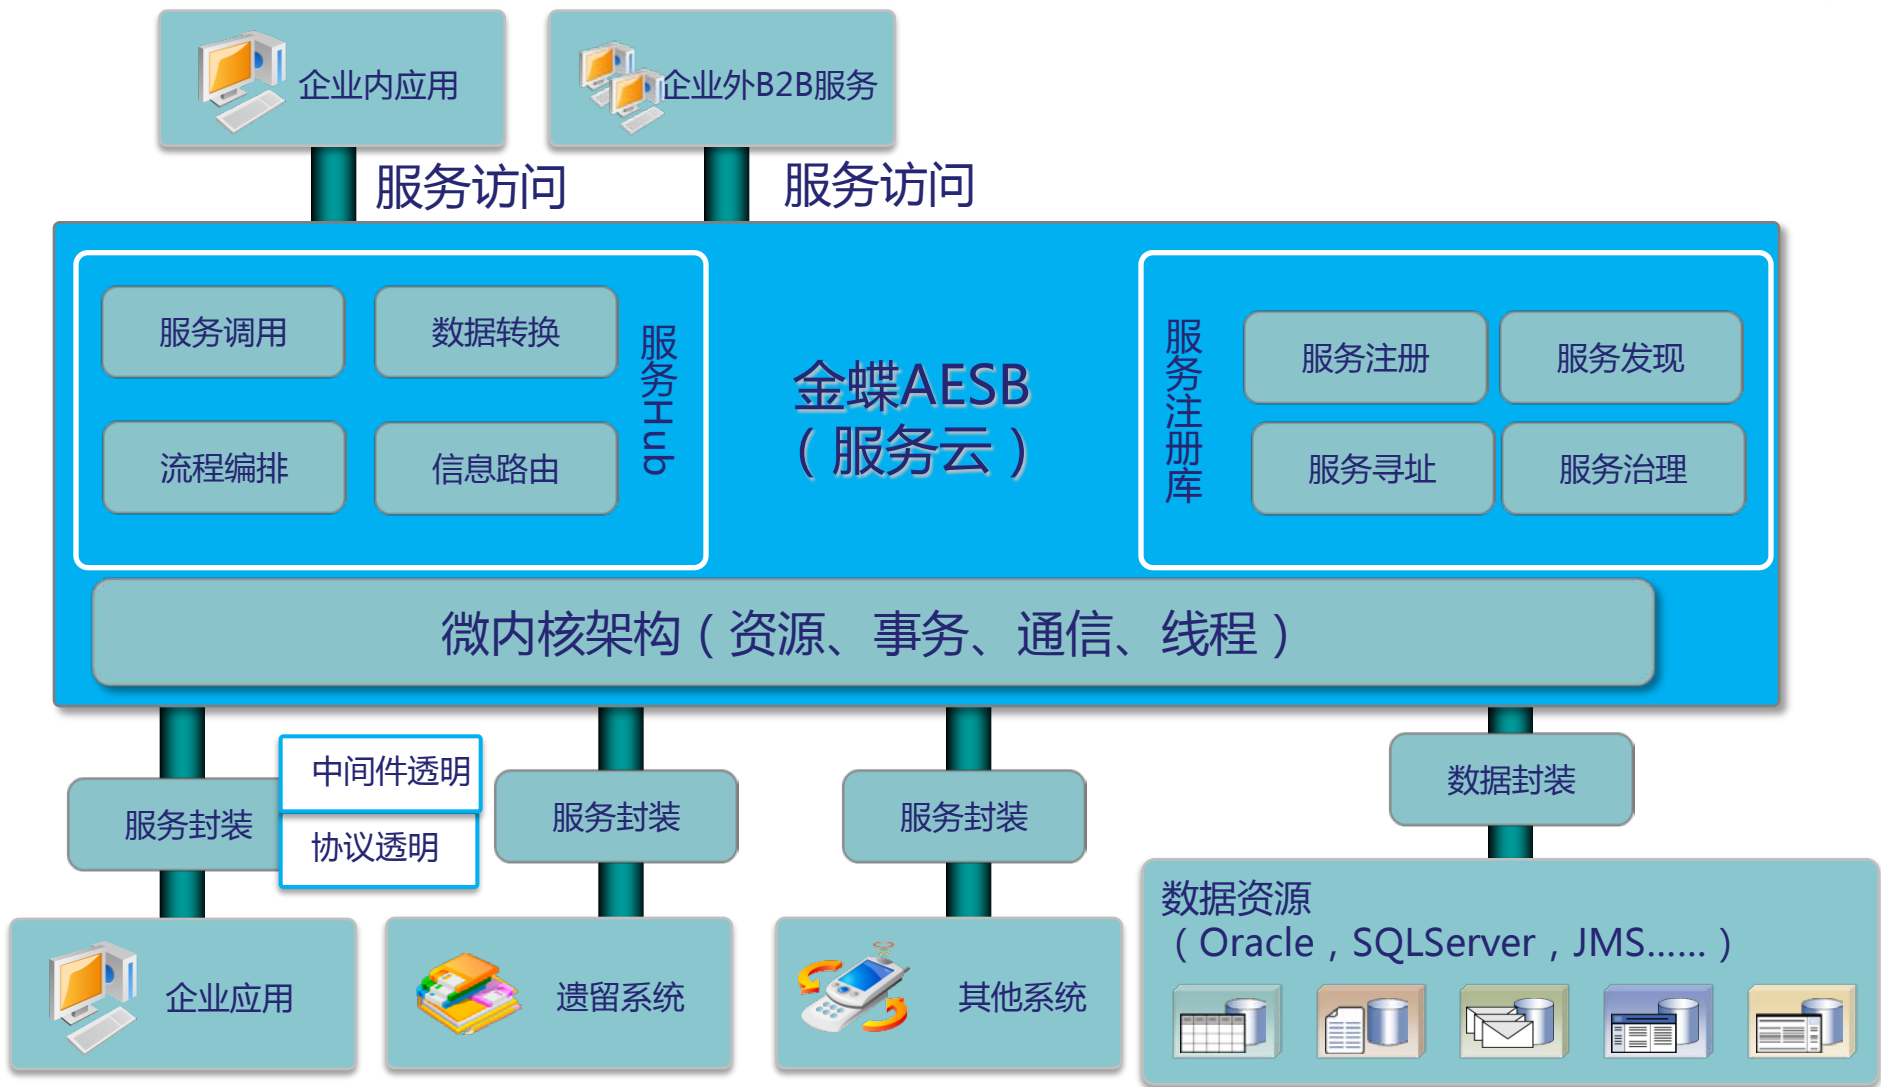 企业内应用
企业外B2B服务
服务访问
服务访问
服务调用
数据转换
流程编排
信息路由
服务Hub
金蝶AESB
（服务云）
服务注册库
服务注册
服务发现
服务寻址
服务治理
微内核架构（资源、事务、通信、线程）
中间件透明
协议透明
服务封装
服务封装
服务封装
数据封装
企业应用
遗留系统
其他系统
数据资源
（Oracle，SQLServer，JMS……）